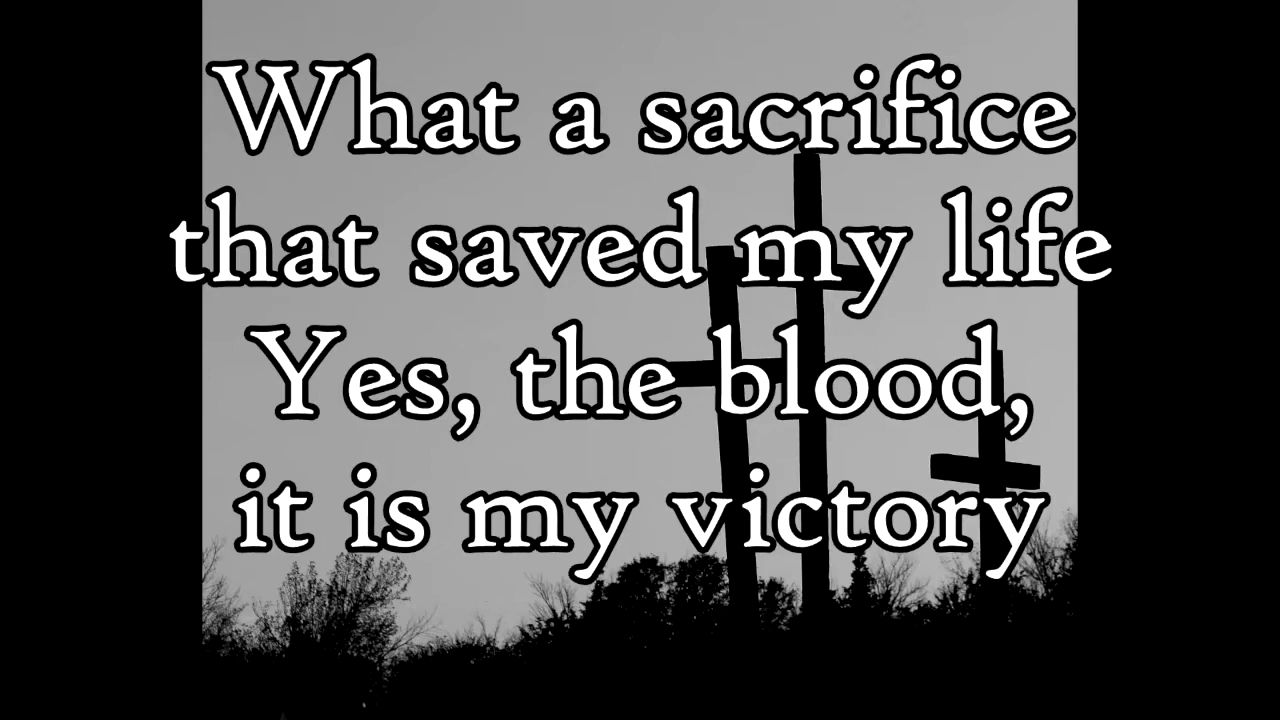 What a sacrifice
that saved my life
Yes, the blood,
it is my victory